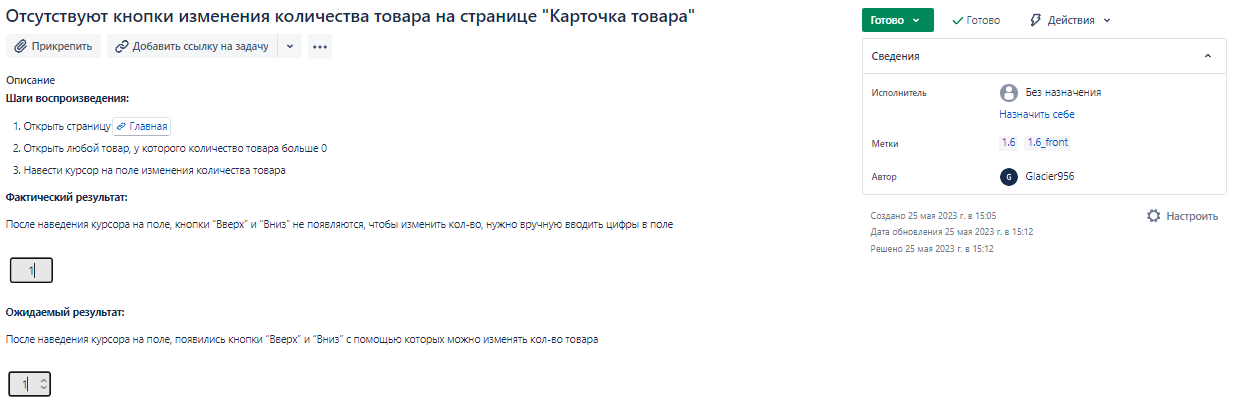 Отсутствуют кнопки изменения количества товара на странице "Карточка товара"
Прикрепить
Добавить ссылку на задачу
Описание
Шаги воспроизведения:
1. Открыть страницу Главная
2. Открыть любой товар, у которого количество товара больше 0
3. Навести курсор на поле изменения количества товара
Фактический результат:
После наведения курсора на поле, кнопки “Вверх” и “Вниз” не появляются, чтобы изменить кол-во, нужно вручную вводить цифры в поле
1
Ожидаемый результат:
После наведения курсора на поле, появились кнопки “Вверх” и “Вниз” с помощью которых можно изменять кол-во товара
1
Готово
Готово
Действия
Сведения
Исполнитель
Без назначения
Назначить себе
Метки
1.6 1.6_front
Автор
G Glacier956
Создано 25 мая 2023 г. в 15:05
Настроить
Дата обновления 25 мая 2023 г. в 15:12
Решено 25 мая 2023 г. в 15:12